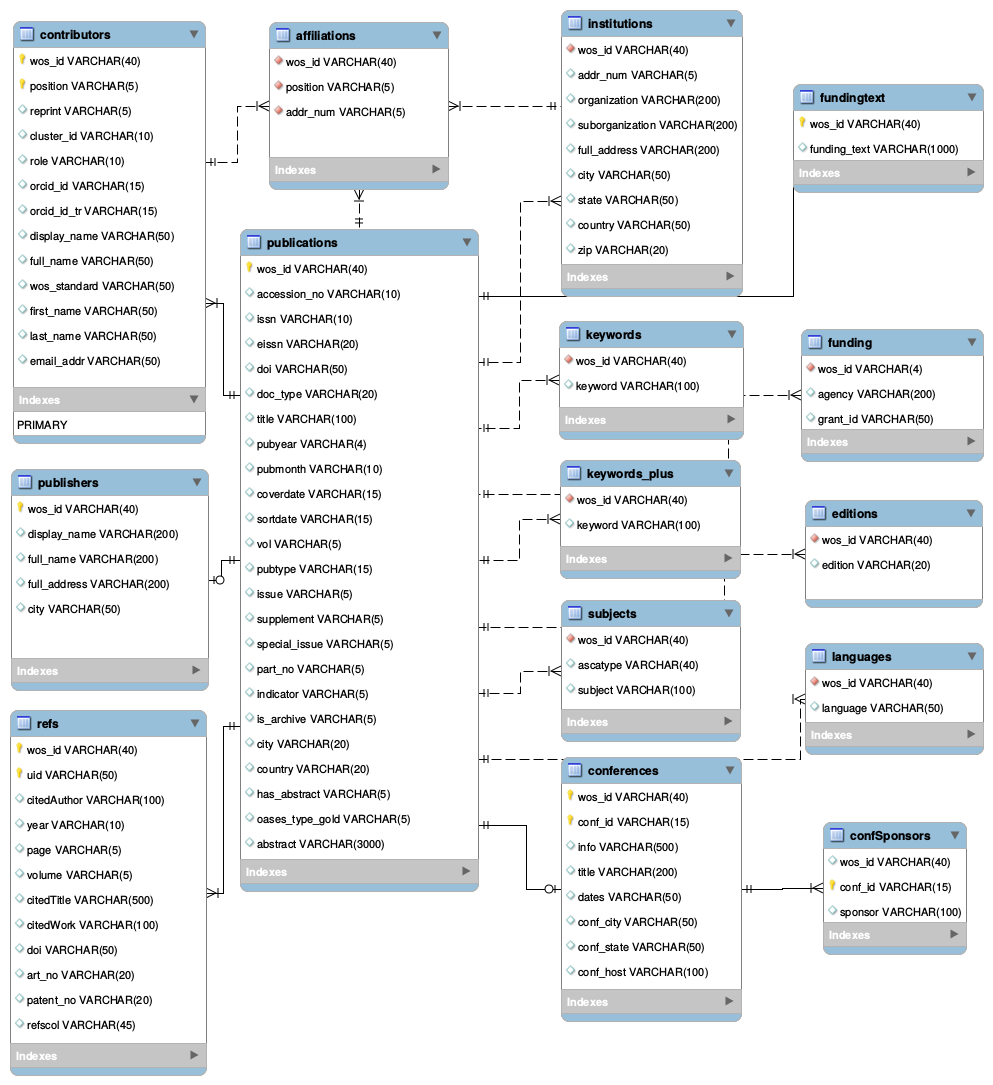 contributors
wos_id VARCHAR(40)
position VARCHAR(5)
reprint VARCHAR(5)
cluster_id VARCHAR(10)
role VARCHAR(10)
orcid_id VARCHAR(15)
orcid_id_tr VARCHAR(15)
display_name VARCHAR(50)
full_name VARCHAR(50)
wos_standard VARCHAR(50)
first_name VARCHAR(50)
last_name VARCHAR(50)
email_addr VARCHAR(50)
Indexes
PRIMARY
publishers
wos_id VARCHAR(40)
display_name VARCHAR(200)
full_name VARCHAR(200)
full_address VARCHAR(200)
city VARCHAR(50)
Indexes
refs
wos_id VARCHAR(40)
uid VARCHAR(50)
citedAuthor VARCHAR(100)
year VARCHAR(10)
page VARCHAR(5)
volume VARCHAR(5)
citedTitle VARCHAR(500)
citedWork VARCHAR(100)
doi VARCHAR(50)
art_no VARCHAR(20)
patent_no VARCHAR(20)
refscol VARCHAR(45)
Indexes
affiliations
wos_id VARCHAR(40)
position VARCHAR(5)
addr_num VARCHAR(5)
Indexes
publications
wos_id VARCHAR(40)
accession_no VARCHAR(10)
issn VARCHAR(10)
eissn VARCHAR(20)
doi VARCHAR(50)
doc_type VARCHAR(20)
title VARCHAR(100)
pubyear VARCHAR(4)
pubmonth VARCHAR(10)
coverdate VARCHAR(15)
sortdate VARCHAR(15)
vol VARCHAR(5)
pubtype VARCHAR(15)
issue VARCHAR(5)
supplement VARCHAR(5)
special_issue VARCHAR(5)
part_no VARCHAR(5)
indicator VARCHAR(5)
is_archive VARCHAR(5)
city VARCHAR(20)
country VARCHAR(20)
has_abstract VARCHAR(5)
oases_type_gold VARCHAR(5)
abstract VARCHAR(3000)
Indexes
institutions
wos_id VARCHAR(40)
addr_num VARCHAR(5)
organization VARCHAR(200)
suborganization VARCHAR(200)
full_address VARCHAR(200)
city VARCHAR(50)
state VARCHAR(50)
country VARCHAR(50)
zip VARCHAR(20)
Indexes
keywords
wos_id VARCHAR(40)
keyword VARCHAR(100)
Indexes
keywords_plus
wos_id VARCHAR(40)
keyword VARCHAR(100)
Indexes
subjects
wos_id VARCHAR(40)
ascatype VARCHAR(40)
subject VARCHAR(100)
Indexes
conferences
wos_id VARCHAR(40)
conf_id VARCHAR(15)
info VARCHAR(500)
title VARCHAR(200)
dates VARCHAR(50)
conf_city VARCHAR(50)
conf_state VARCHAR(50)
conf_host VARCHAR(100)
Indexes
fundingtext
wos_id VARCHAR(40)
funding_text VARCHAR(1000)
Indexes
funding
wos_id VARCHAR(4)
agency VARCHAR(200)
grant_id VARCHAR(50)
Indexes
editions
wos_id VARCHAR(40)
edition VARCHAR(20)
languages
wos_id VARCHAR(40)
language VARCHAR(50)
Indexes
confSponsors
wos_id VARCHAR(40)
conf_id VARCHAR(15)
sponsor VARCHAR(100)
Indexes